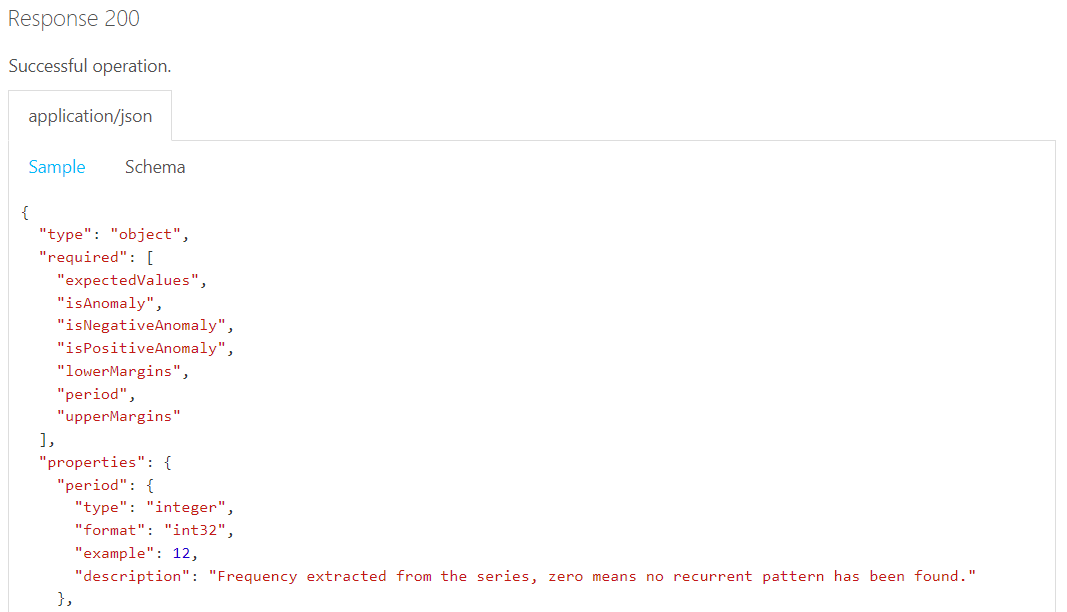 Response 200
Successful operation.
application/json
Sample Schema
{
"type": "object",
"required": [
"expectedValues",
"isAnomaly",
"isNegativeAnomaly",
"isPositiveAnomaly",
"lowerMargins",
"period",
"upperMargins"
],
"properties": {
"period": {
"type": "integer",
"format": "int32",
"example": 12,
"description": "Frequency extracted from the series, zero means no recurrent pattern has been found."
},